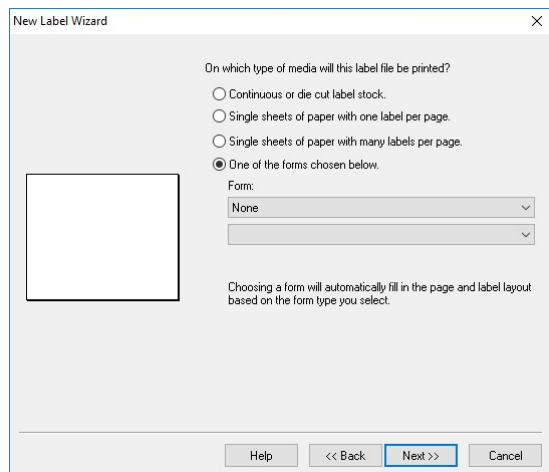 New Label Wizard
On which type of media will this label file be printed?
Continuous or die cut label stock.
Single sheets of paper with one label per page.
Single sheets of paper with many labels per page.
One of the forms chosen below.
Form:
None
Choosing a form will automatically fill in the page and label layout
based on the form type you select.
Help
<< Back
Next >>
Cancel